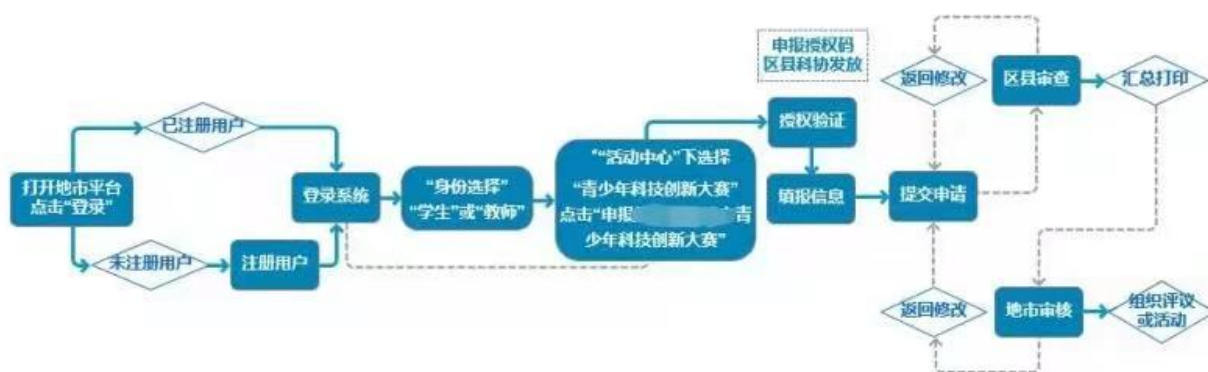 打开地市平台
点击“登录”
已注册用户
未注册用户
注册用户
登录系统
“身份选择”
“学生”或“教师”
“活动中心”下选择
“青少年科技创新大赛”
点击“申报
青
少年科技创新大赛”
申报授权码
区县科协发放
授权验证
填报信息
提交申请
返回修改
区县审查
汇总打印
返回修改
地市审核
组织评议
或活动